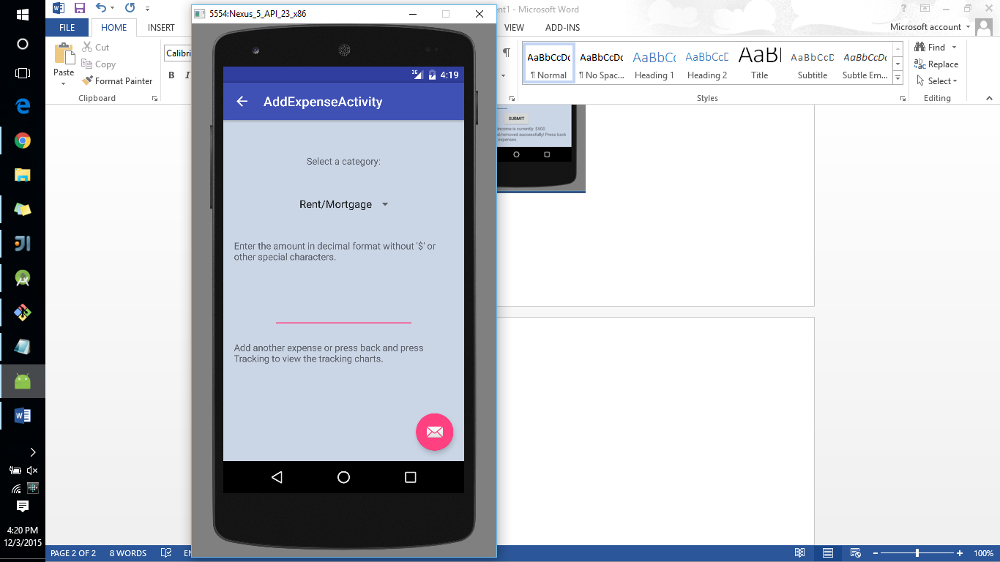 5554:Nexus_5_API_23_x86
ent1 - Microsoft Word
FILE
HOME
INSERT
VIEW
ADD-INS
Microsoft account
Paste
Cut
Copy
Format Painter
Clipboard
Calibri
B
I
AaBbCcDc
¶ Normal
AaBbCcDc
¶ No Spac...
AaBbCc
Heading 1
AaBbCcD
Heading 2
AaBb
Title
AaBbCcD
Subtitle
AaBbCcDc
Subtle Em...
Styles
Find
Replace
Select
Editing
3G
4:19
AddExpenseActivity
Select a category:
Rent/Mortgage
Enter the amount in decimal format without '$' or
other special characters.
Add another expense or press back and press
Tracking to view the tracking charts.
SUBMIT
income is currently: $500
ed/removed successfully! Press back
expenses.
4:20 PM
12/3/2015
PAGE 2 OF 2
8 WORDS
EN
100%